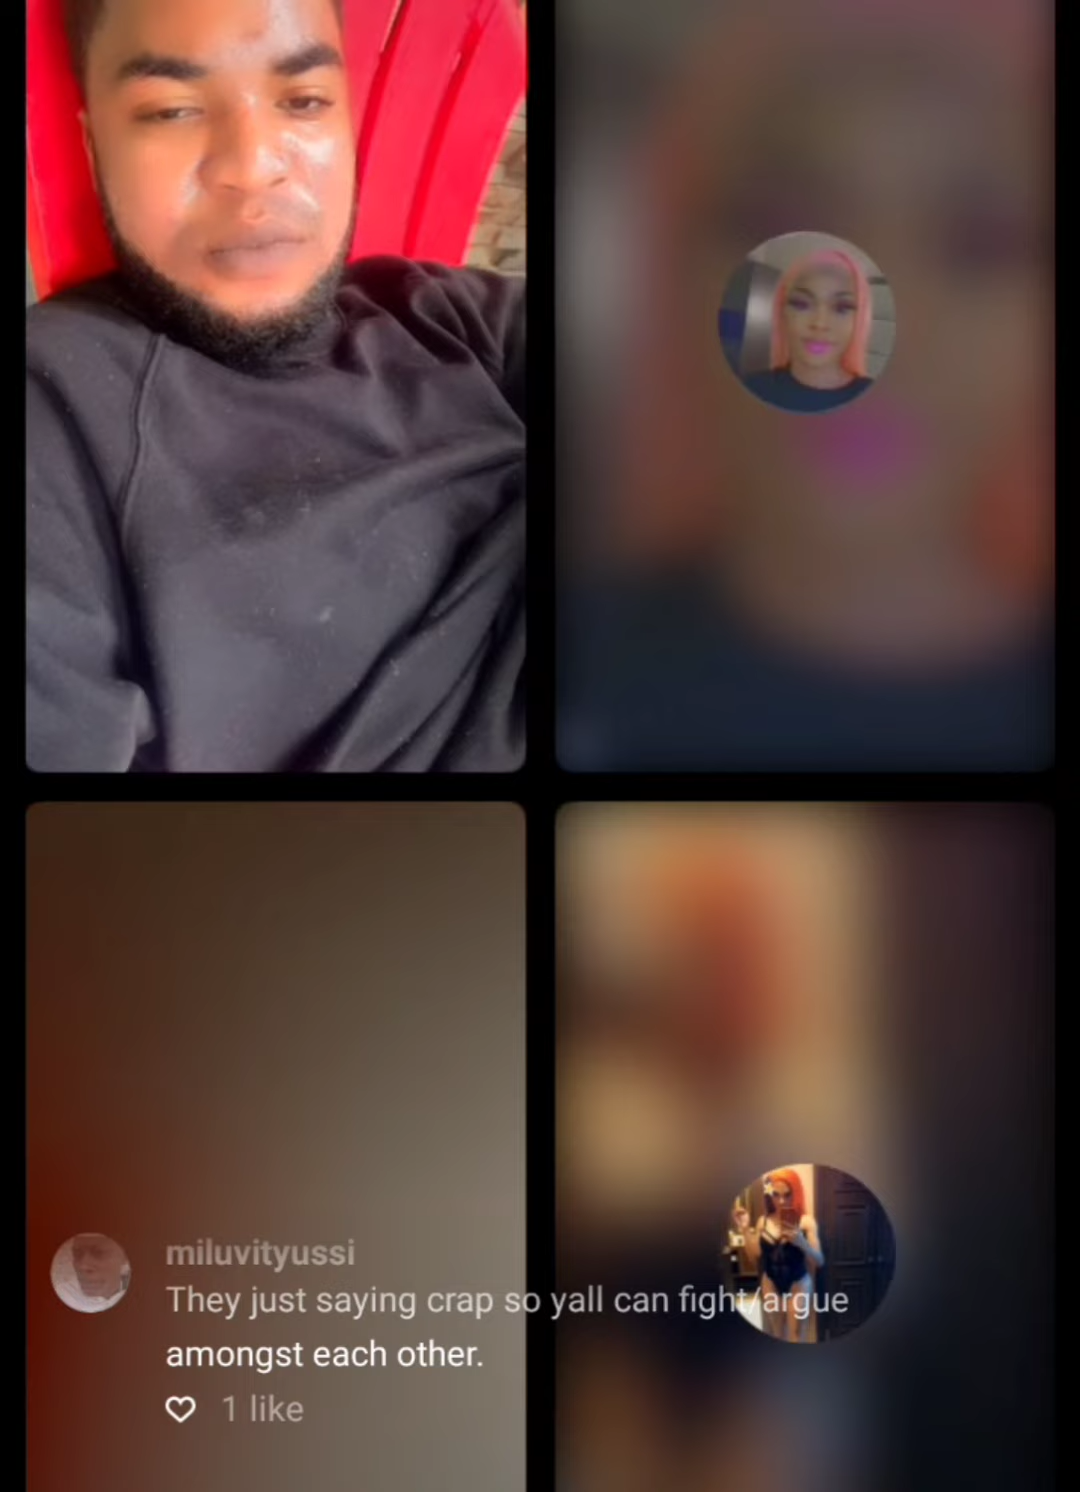 miluvityussi
They just saying crap so yall can fight/argue
amongst each other.
1 like